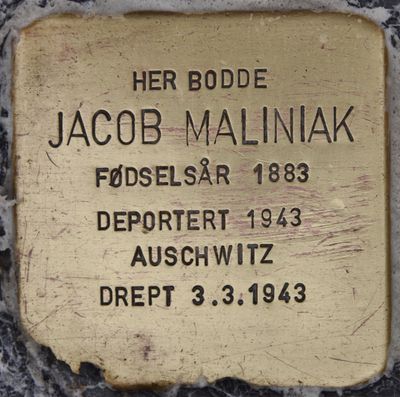 HER BODDE
JACOB MALINIAK
FØDSELSÅR 1883
DEPORTERT 1943
AUSCHWITZ
DREPT 3.3.1943